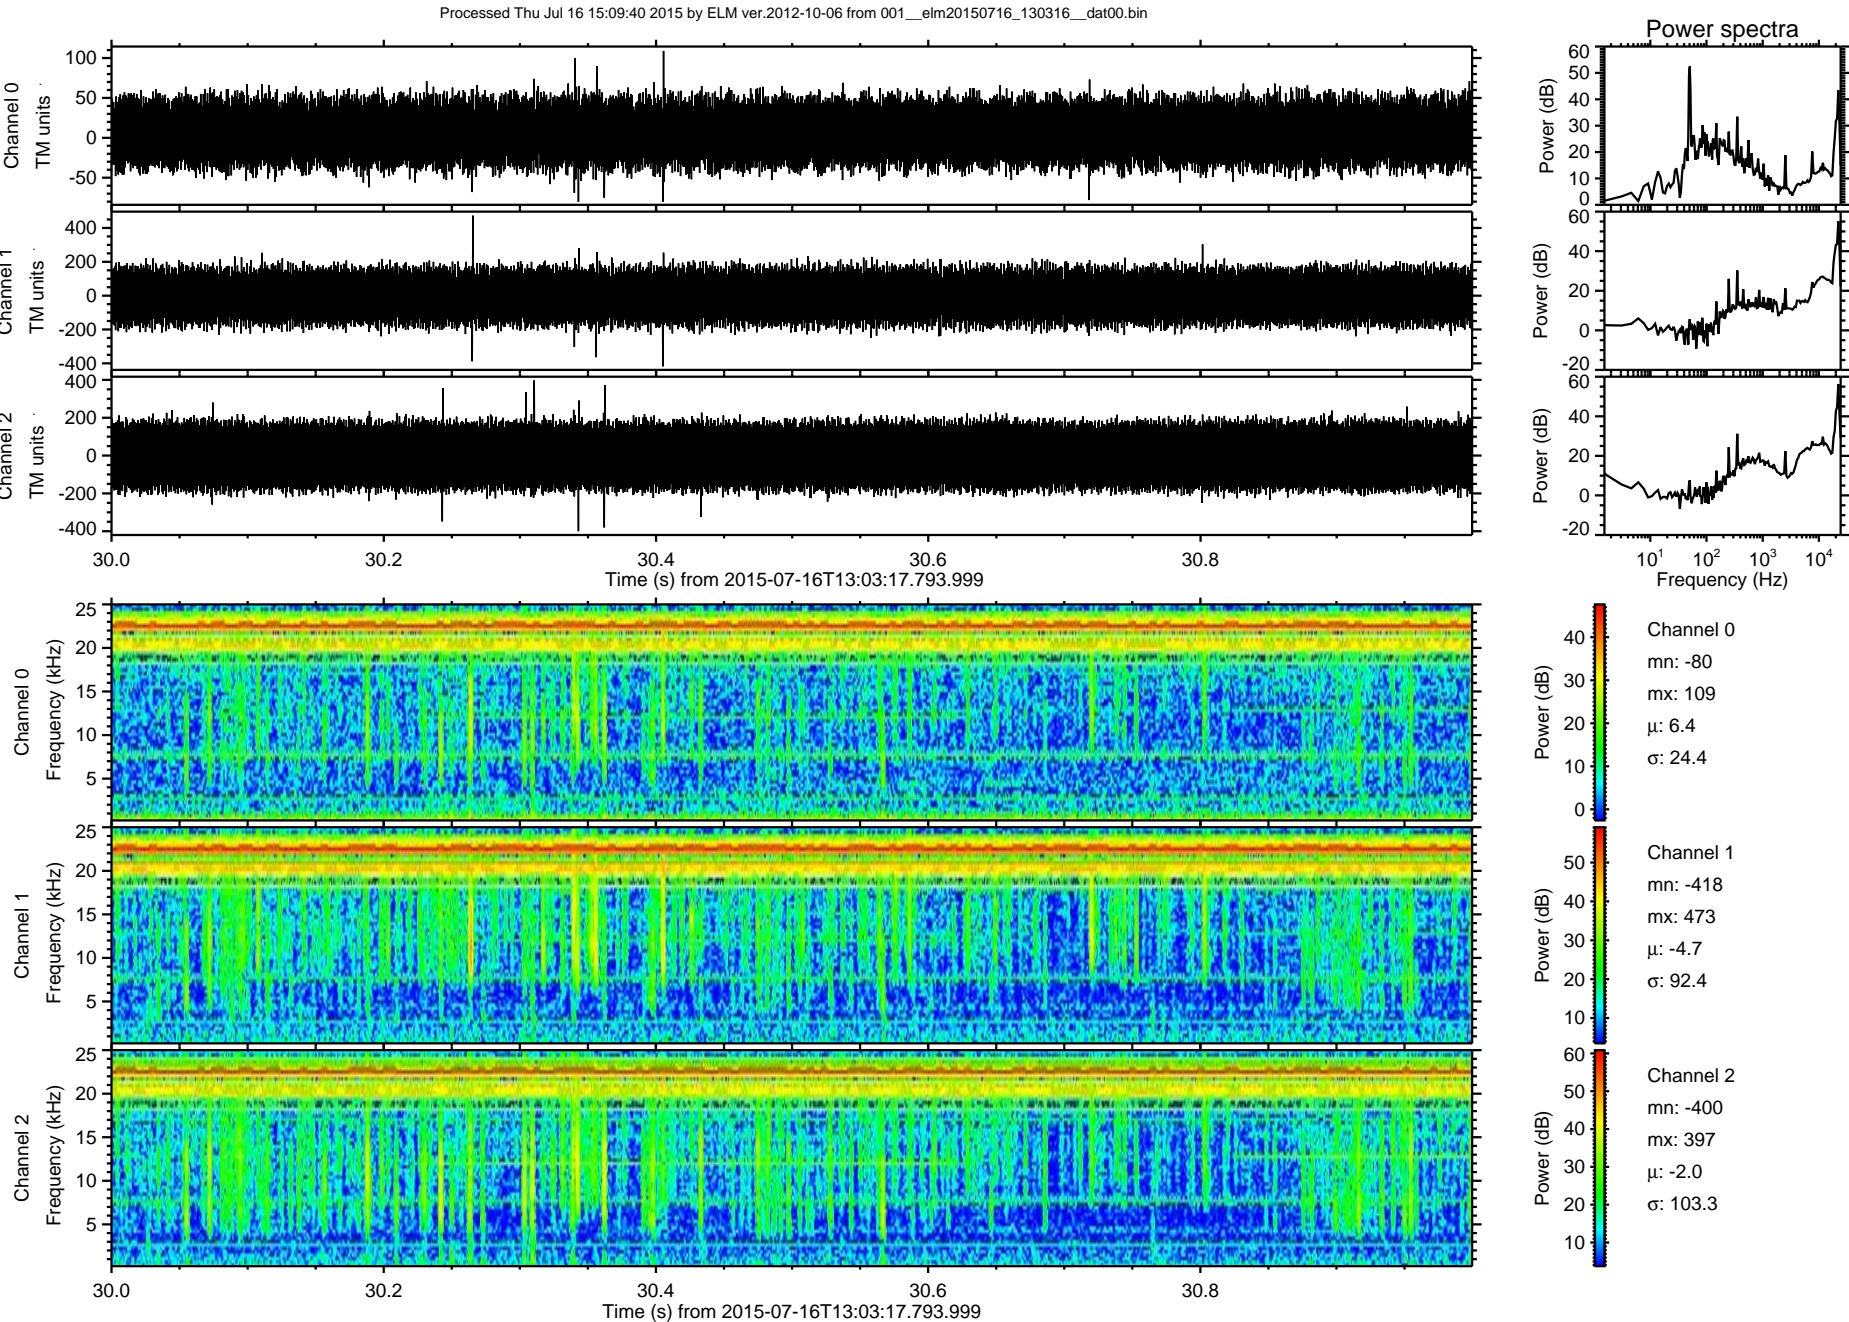 Processed Thu Jul 16 15:09:40 2015 by ELM ver.2012-10-06 from 001__elm20150716_130316__dat00.bin
Power spectra
Channel 0
TM units
100
50
0
-50
Power (dB)
60
50
40
30
20
10
0
Channel 1
TM units
400
200
0
-200
-400
Power (dB)
60
40
20
0
-20
Channel 2
TM units
400
200
0
-200
-400
Power (dB)
60
40
20
0
-20
30.0 30.2 30.4 30.6 30.8
Time (s) from 2015-07-16T13:03:17.793.999
10¹ 10² 10³ 10⁴
Frequency (Hz)
Channel 0
Frequency (kHz)
25
20
15
10
5
Power (dB)
40
30
20
10
0
Channel 0
mn: -80
mx: 109
μ: 6.4
σ: 24.4
Channel 1
Frequency (kHz)
25
20
15
10
5
Power (dB)
50
40
30
20
10
Channel 1
mn: -418
mx: 473
μ: -4.7
σ: 92.4
Channel 2
Frequency (kHz)
25
20
15
10
5
Power (dB)
60
50
40
30
20
10
Channel 2
mn: -400
mx: 397
μ: -2.0
σ: 103.3
30.0 30.2 30.4 30.6 30.8
Time (s) from 2015-07-16T13:03:17.793.999